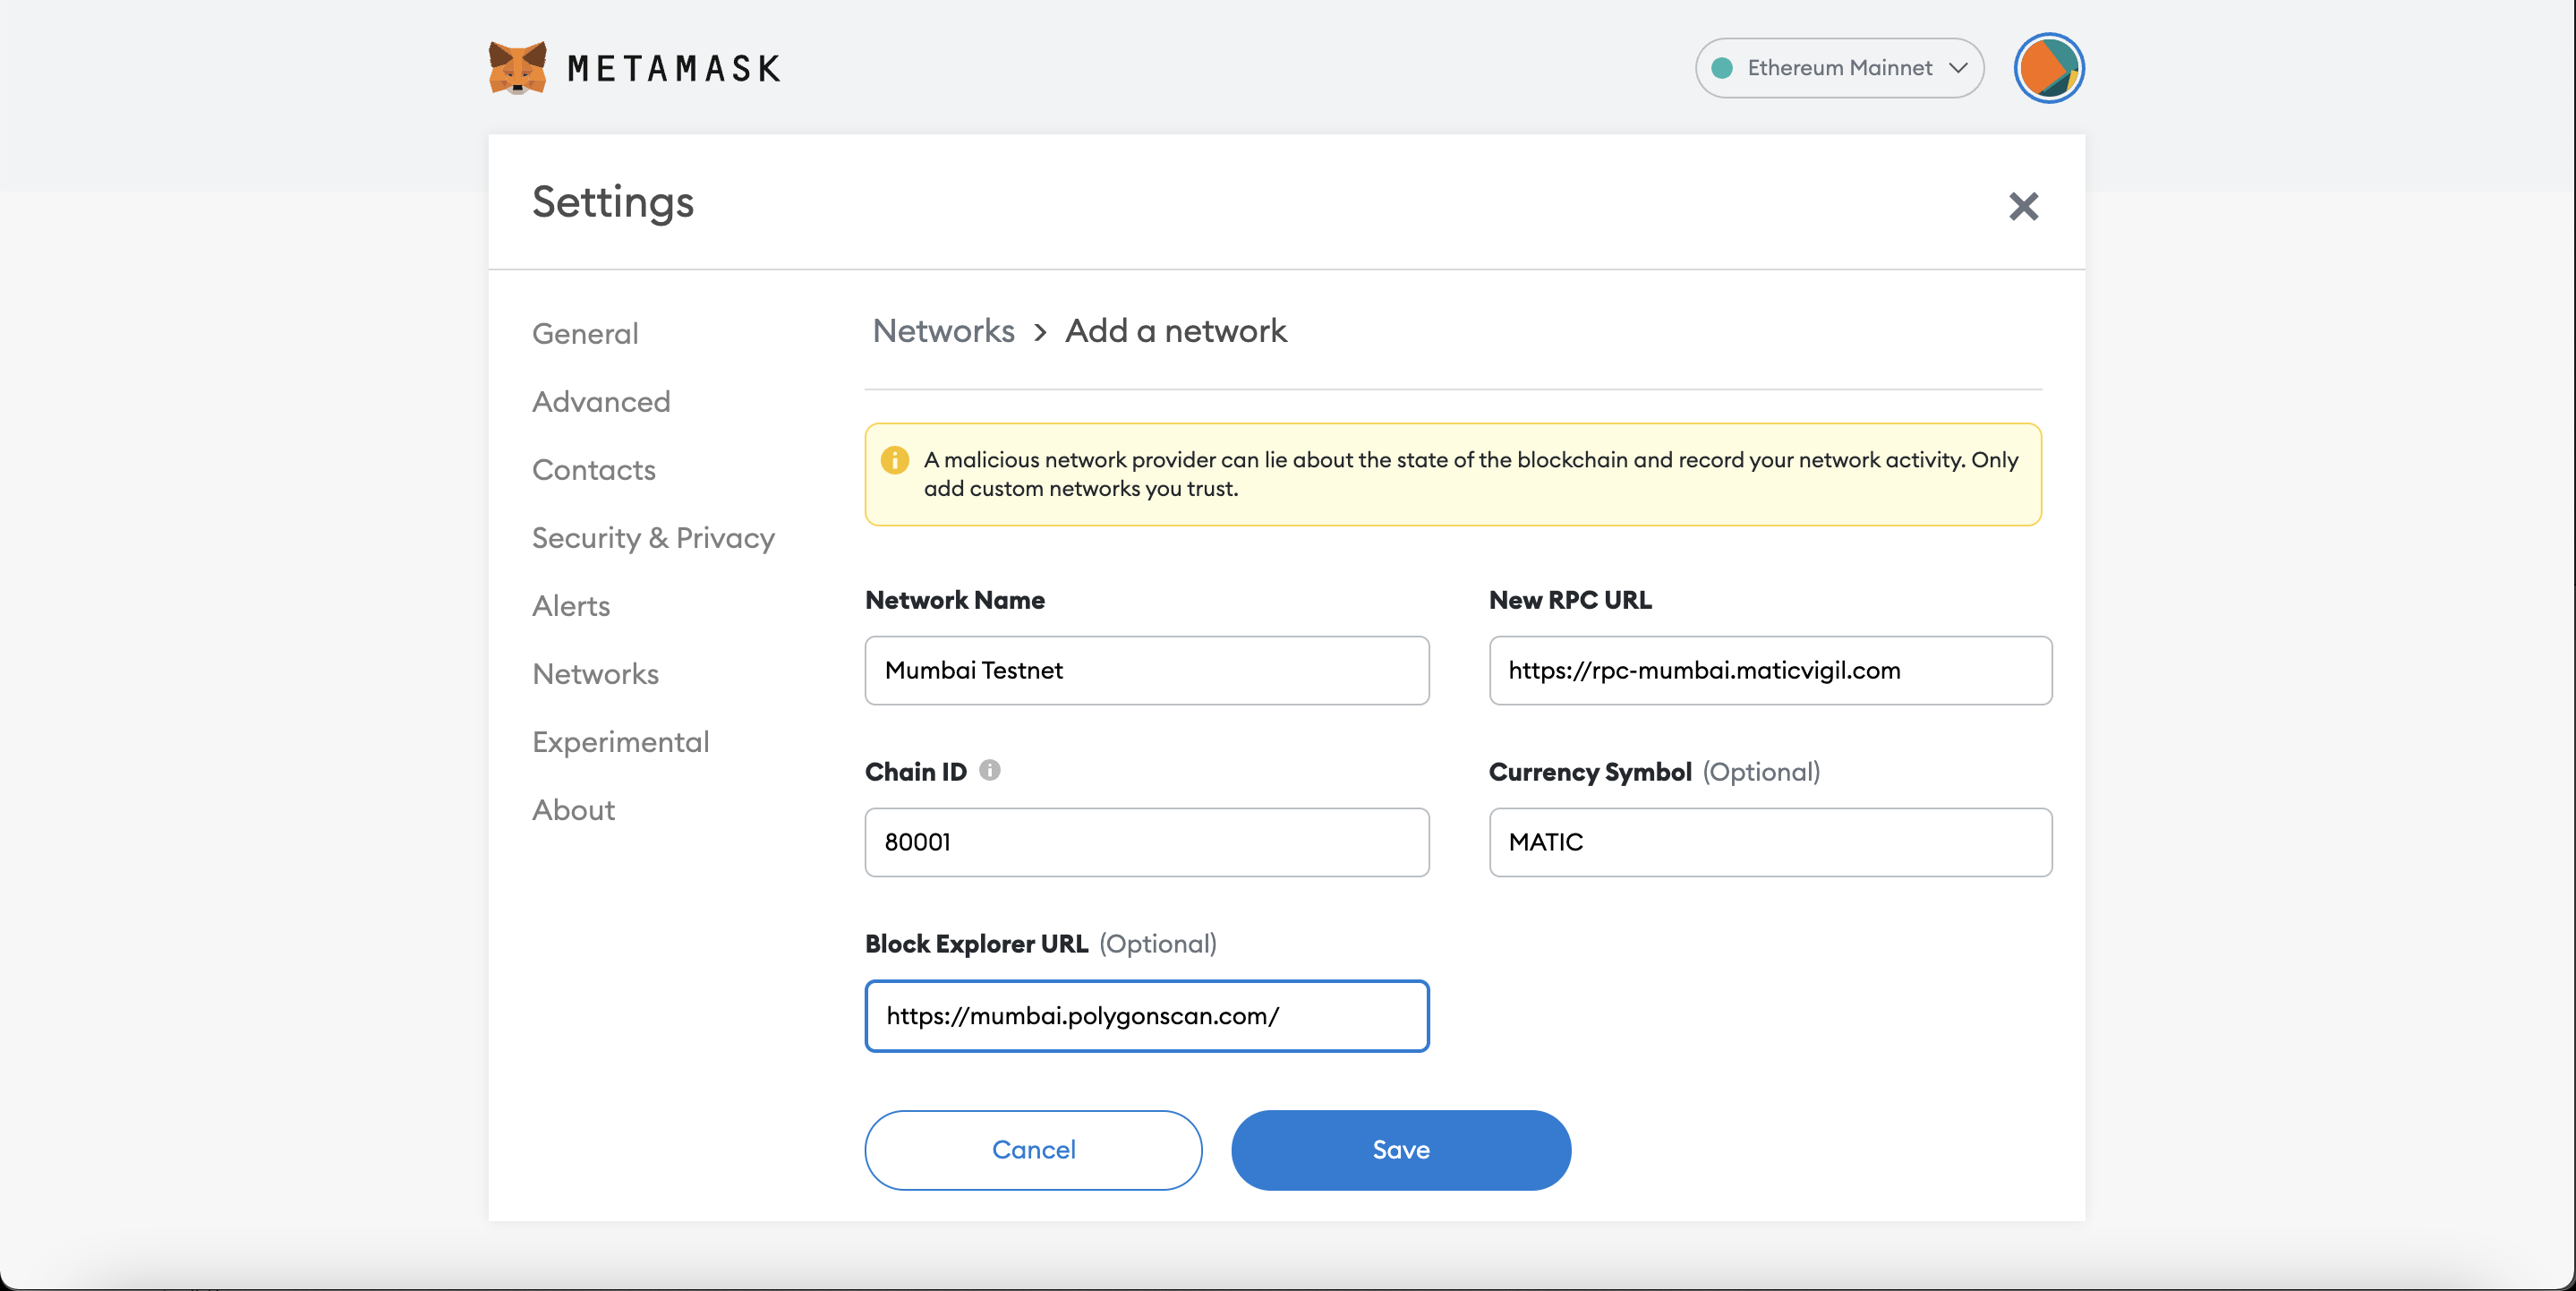 METAMASK
Ethereum Mainnet
Settings
General
Advanced
Contacts
Security & Privacy
Alerts
Networks
Experimental
About
Networks > Add a network
A malicious network provider can lie about the state of the blockchain and record your network activity. Only
add custom networks you trust.
Network Name
Mumbai Testnet
New RPC URL
https://rpc-mumbai.maticvigil.com
Chain ID
80001
Currency Symbol (Optional)
MATIC
Block Explorer URL (Optional)
https://mumbai.polygonscan.com/
Cancel
Save